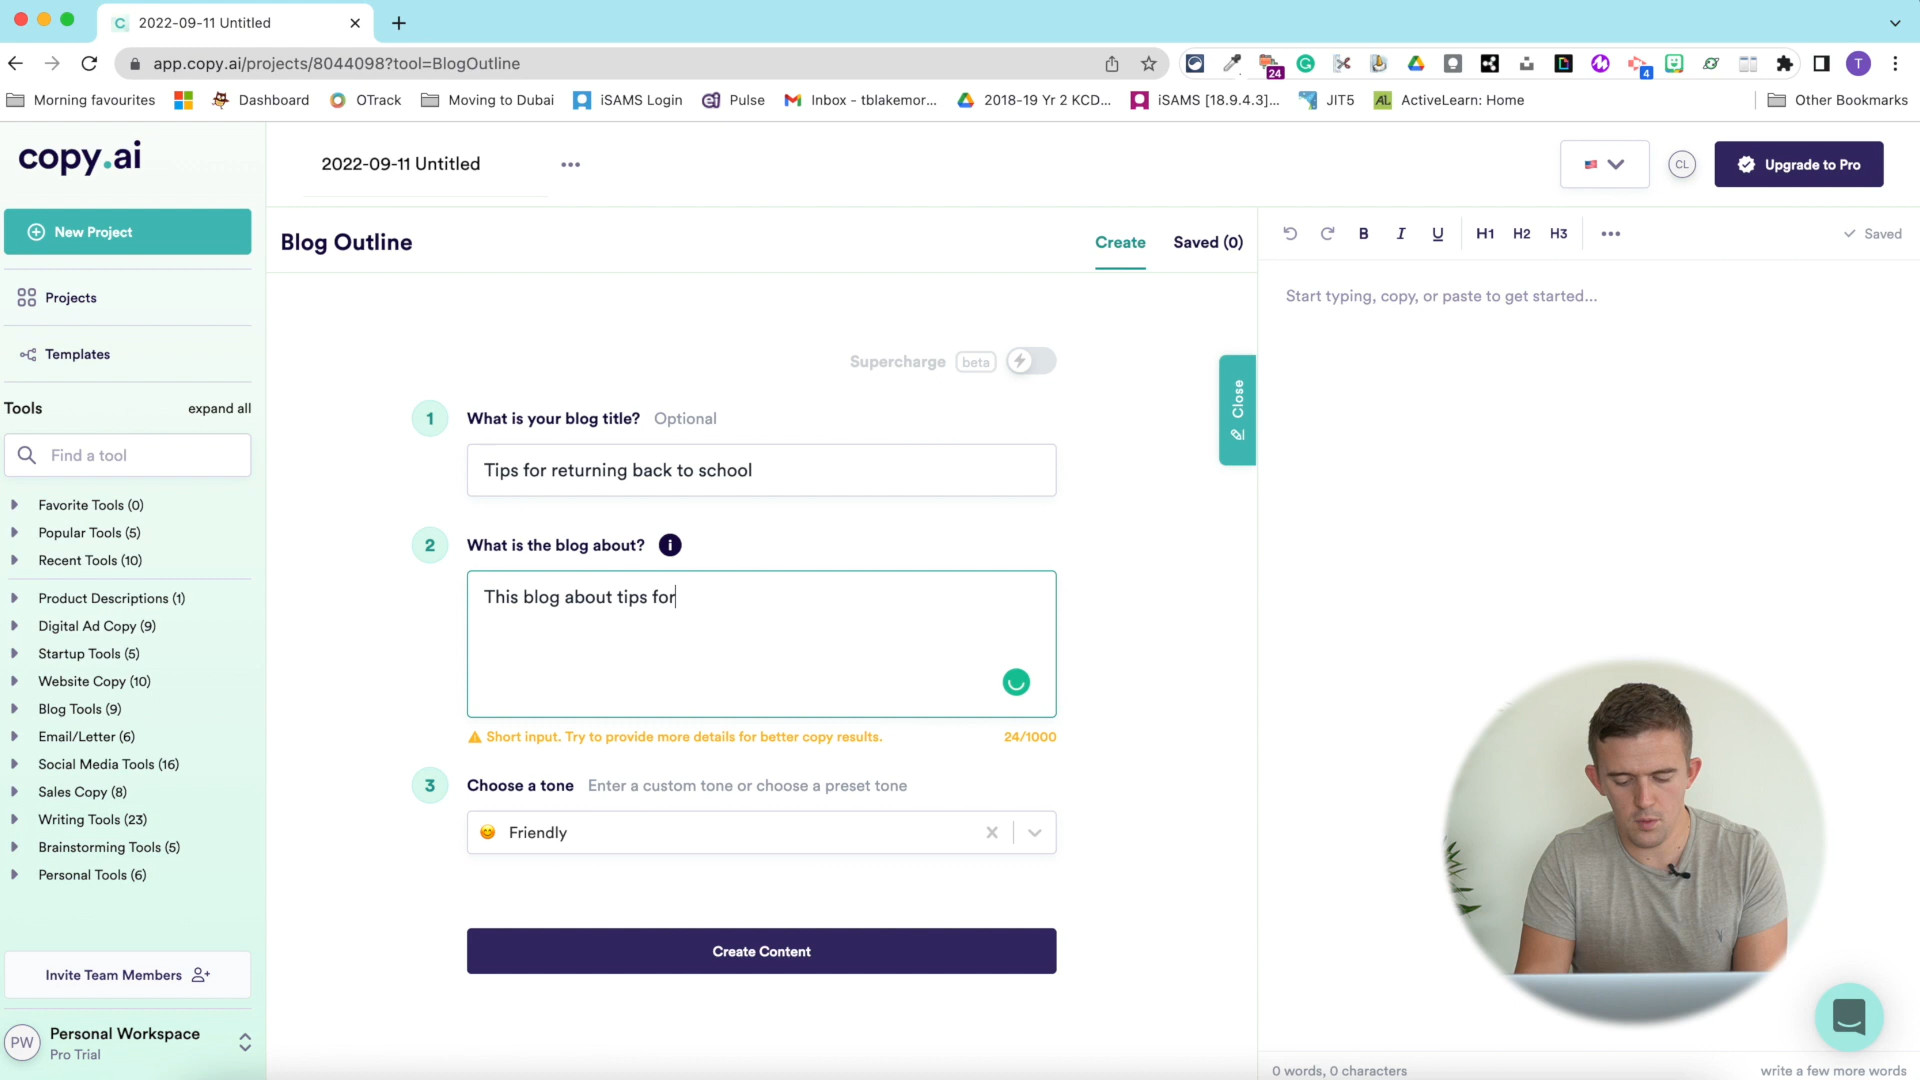 2022-09-11 Untitled
app.copy.ai/projects/8044098?tool=BlogOutline
24
4
T
Morning favourites
Dashboard
OTrack
Moving to Dubai
iSAMS Login
Pulse
Inbox - tblakemor...
2018-19 Yr 2 KCD...
iSAMS [18.9.4.3]...
JIT5
AL ActiveLearn: Home
Other Bookmarks
copy.ai
2022-09-11 Untitled
CL
Upgrade to Pro
New Project
Projects
Templates
Tools
expand all
Find a tool
Favorite Tools (0)
Popular Tools (5)
Recent Tools (10)
Product Descriptions (1)
Digital Ad Copy (9)
Startup Tools (5)
Website Copy (10)
Blog Tools (9)
Email/Letter (6)
Social Media Tools (16)
Sales Copy (8)
Writing Tools (23)
Brainstorming Tools (5)
Personal Tools (6)
Invite Team Members
PW
Personal Workspace
Pro Trial
Blog Outline
Create
Saved (0)
Supercharge beta
1 What is your blog title? Optional
Tips for returning back to school
2 What is the blog about? i
This blog about tips for
Short input. Try to provide more details for better copy results.
24/1000
3 Choose a tone Enter a custom tone or choose a preset tone
Friendly
Create Content
Close
B I U H1 H2 H3
Saved
Start typing, copy, or paste to get started...
0 words, 0 characters
write a few more words